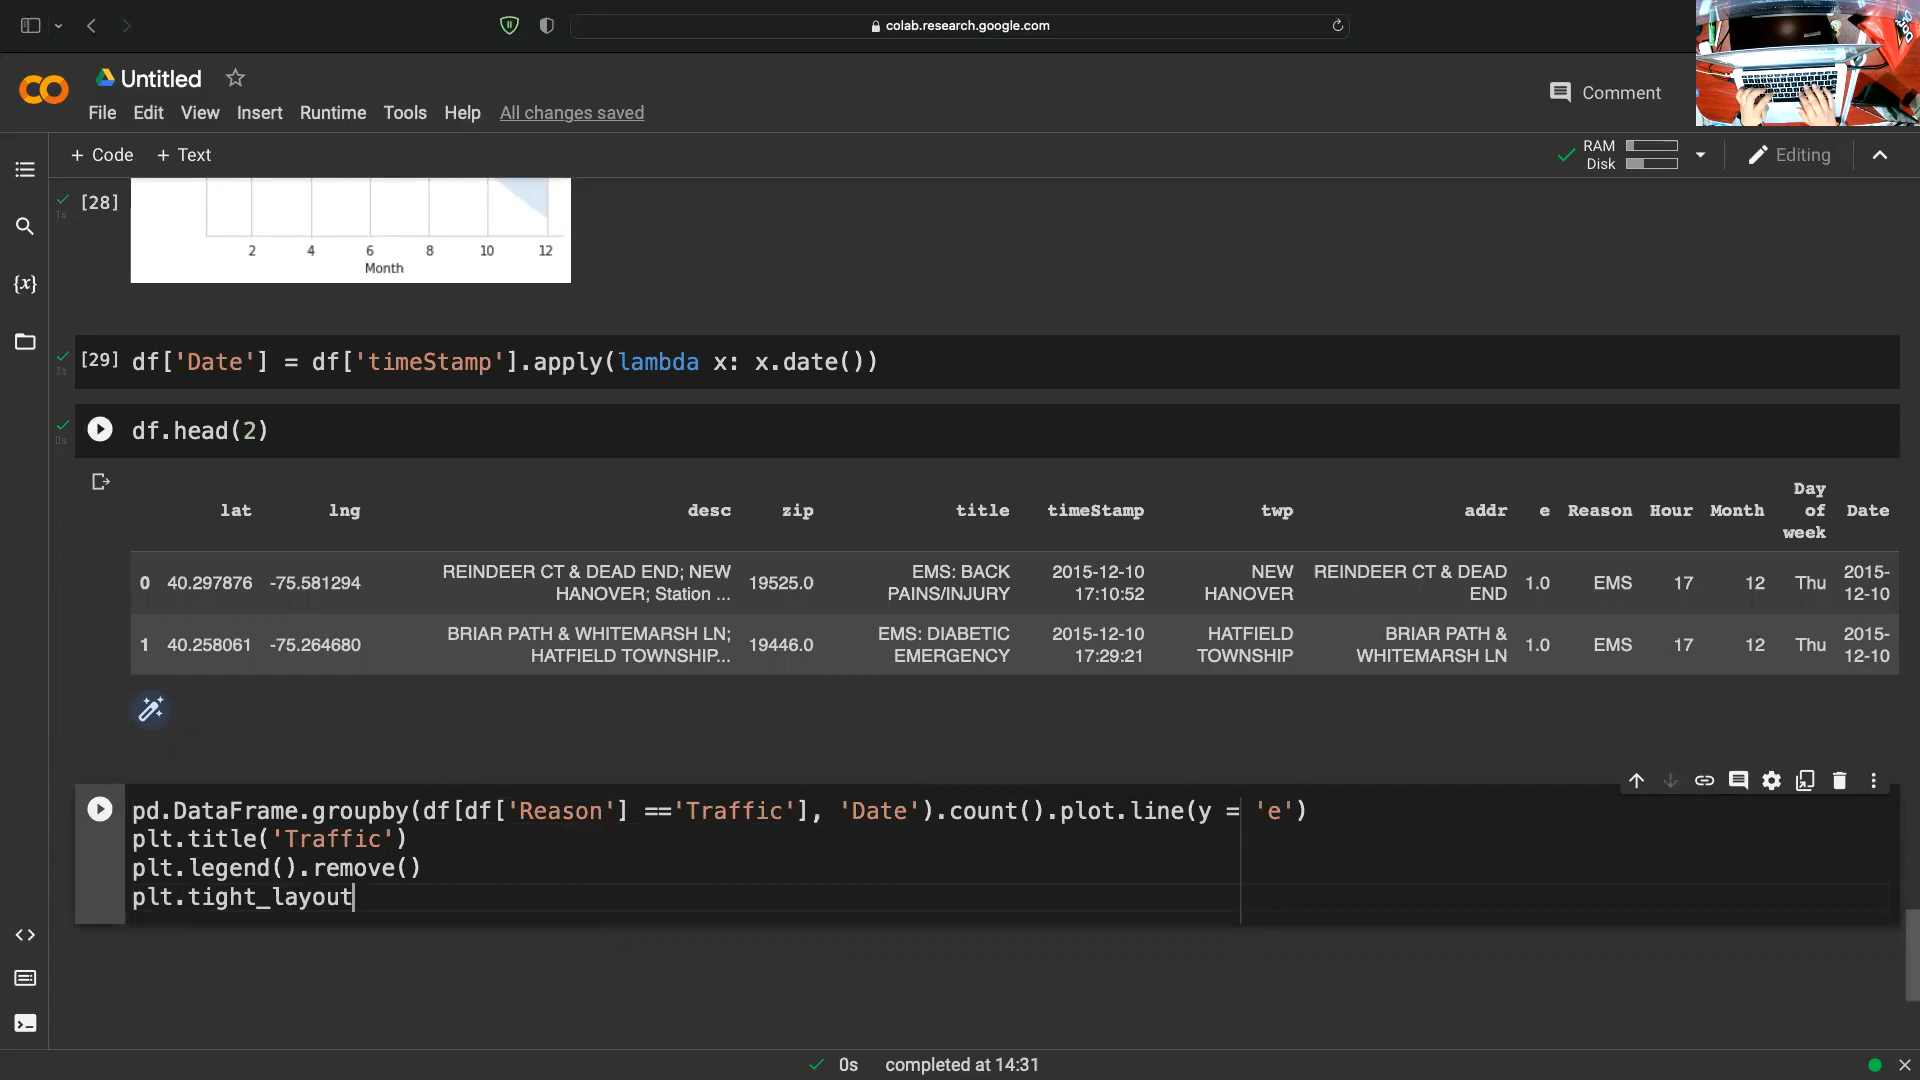 colab.research.google.com
Untitled
File Edit View Insert Runtime Tools Help All changes saved
Comment
+ Code + Text
RAM
Disk
Editing
[28]
1s
2 4 6 8 10 12
Month
[29] df['Date'] = df['timeStamp'].apply(lambda x: x.date())
df.head(2)
0s
lat lng desc zip title timeStamp twp addr e Reason Hour Month Day of week Date
0 40.297876 -75.581294 REINDEER CT & DEAD END; NEW HANOVER; Station ... 19525.0 EMS: BACK PAINS/INJURY 2015-12-10 17:10:52 NEW HANOVER REINDEER CT & DEAD END 1.0 EMS 17 12 Thu 2015-12-10
1 40.258061 -75.264680 BRIAR PATH & WHITEMARSH LN; HATFIELD TOWNSHIP... 19446.0 EMS: DIABETIC EMERGENCY 2015-12-10 17:29:21 HATFIELD TOWNSHIP BRIAR PATH & WHITEMARSH LN 1.0 EMS 17 12 Thu 2015-12-10
pd.DataFrame.groupby(df[df['Reason'] =='Traffic'], 'Date').count().plot.line(y = 'e')
plt.title('Traffic')
plt.legend().remove()
plt.tight_layout
0s completed at 14:31